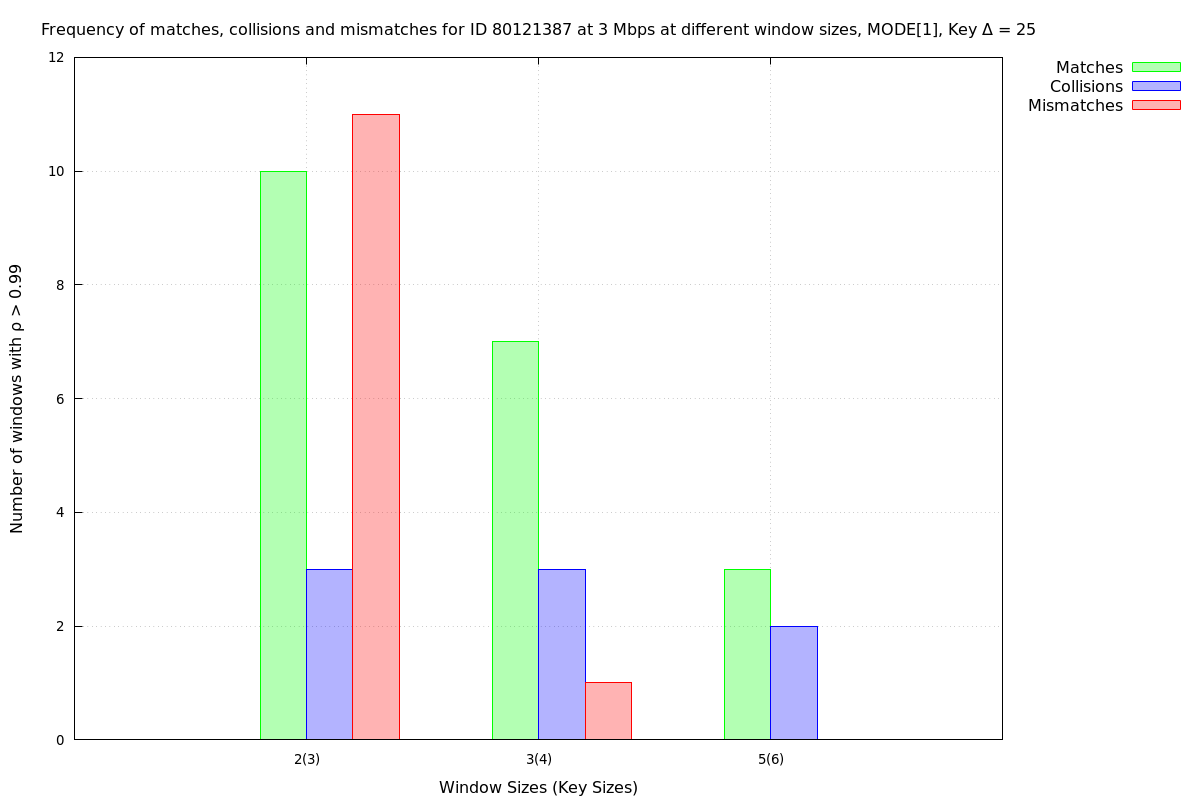 Frequency of matches, collisions and mismatches for ID 80121387 at 3 Mbps at different window sizes, MODE[1], Key Δ = 25
Matches
Collisions
Mismatches
Number of windows with ρ > 0.99
12
10
8
6
4
2
0
2(3)
3(4)
5(6)
Window Sizes (Key Sizes)